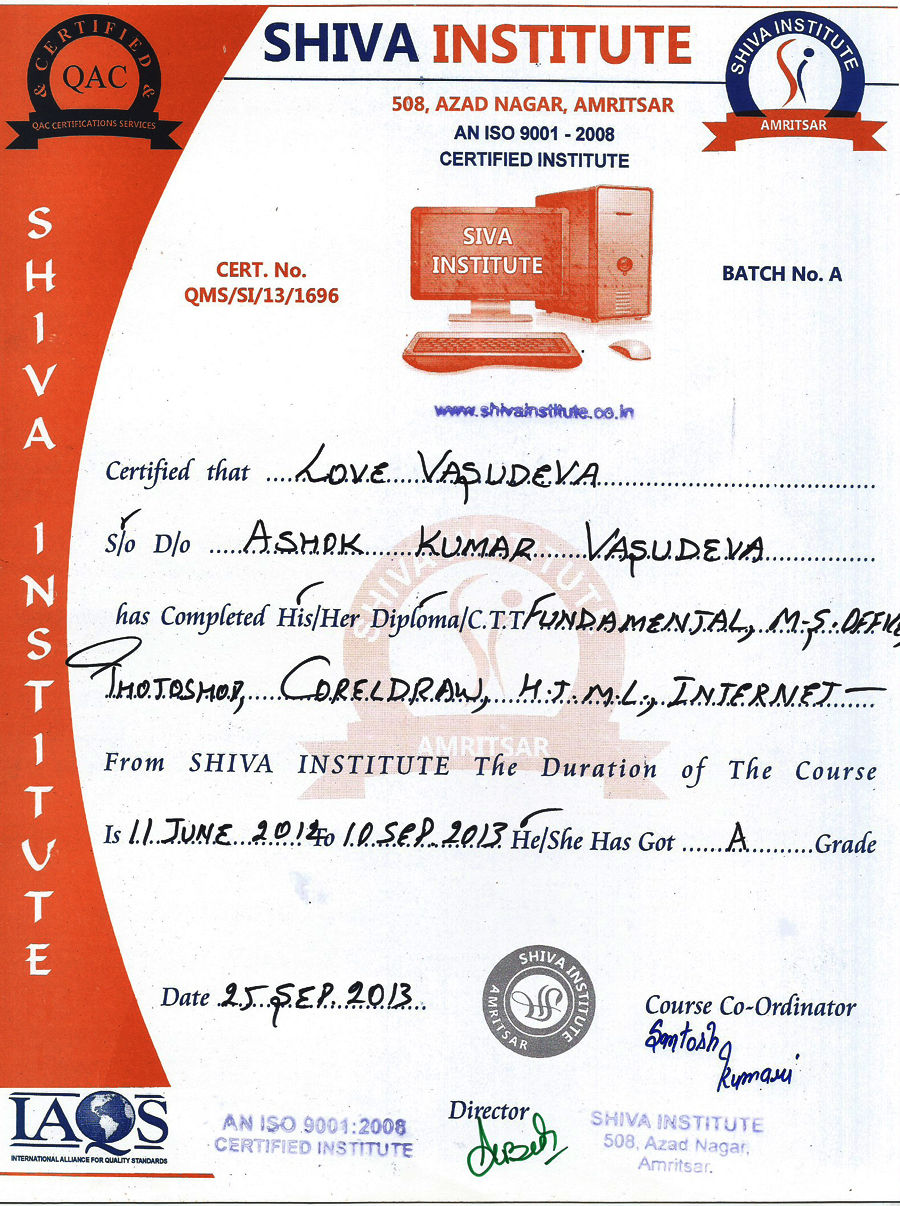 CERTIFIED
QAC
& &
QAC CERTIFICATIONS SERVICES
SHIVA INSTITUTE
SHIVA INSTITUTE
AMRITSAR
508, AZAD NAGAR, AMRITSAR
AN ISO 9001 - 2008
CERTIFIED INSTITUTE
SHIVA INSTITUTE
SIVA
INSTITUTE
CERT. No.
QMS/SI/13/1696
BATCH No. A
www.shivainstitute.co.in
Certified that ....LOVE VASUDEVA....
S/o D/o ....ASHOK KUMAR VASUDEVA....
has Completed His/Her Diploma/C.T.T FUNDAMENTAL, M-S-OFFICE
PHOTOSHOP, CORELDRAW, H.T.M.L., INTERNET
SHIVA INSTITUTE
AMRITSAR
From SHIVA INSTITUTE The Duration of The Course
Is 11 JUNE 2012 To 10 SEP. 2013 He/She Has Got ......A.......... Grade
Date 25 SEP. 2013
SHIVA INSTITUTE
AMRITSAR
Course Co-Ordinator
Santosh
Kumari
Director
IAQS
INTERNATIONAL ALLIANCE FOR QUALITY STANDARDS
AN ISO 9001:2008
CERTIFIED INSTITUTE
SHIVA INSTITUTE
508, Azad Nagar,
Amritsar.